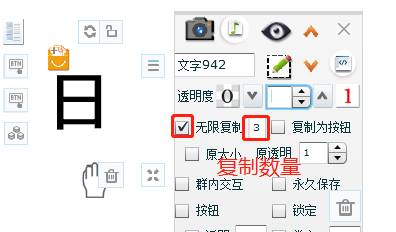 BTN
BTN
日
文字942
透明度 0 1
无限复制 3 复制为按钮
原大小 原透明 1
复制数量
群内交互 永久保存
按钮 锁定